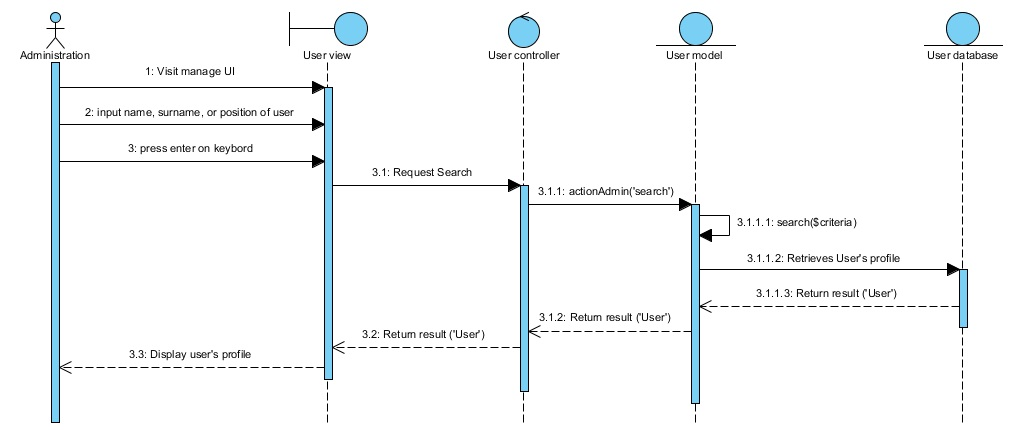 Administration
User view
User controller
User model
User database
1: Visit manage UI
2: input name, surname, or position of user
3: press enter on keybord
3.1: Request Search
3.1.1: actionAdmin('search')
3.1.1.1: search($criteria)
3.1.1.2: Retrieves User's profile
3.1.1.3: Return result ('User')
3.1.2: Return result ('User')
3.2: Return result ('User')
3.3: Display user's profile